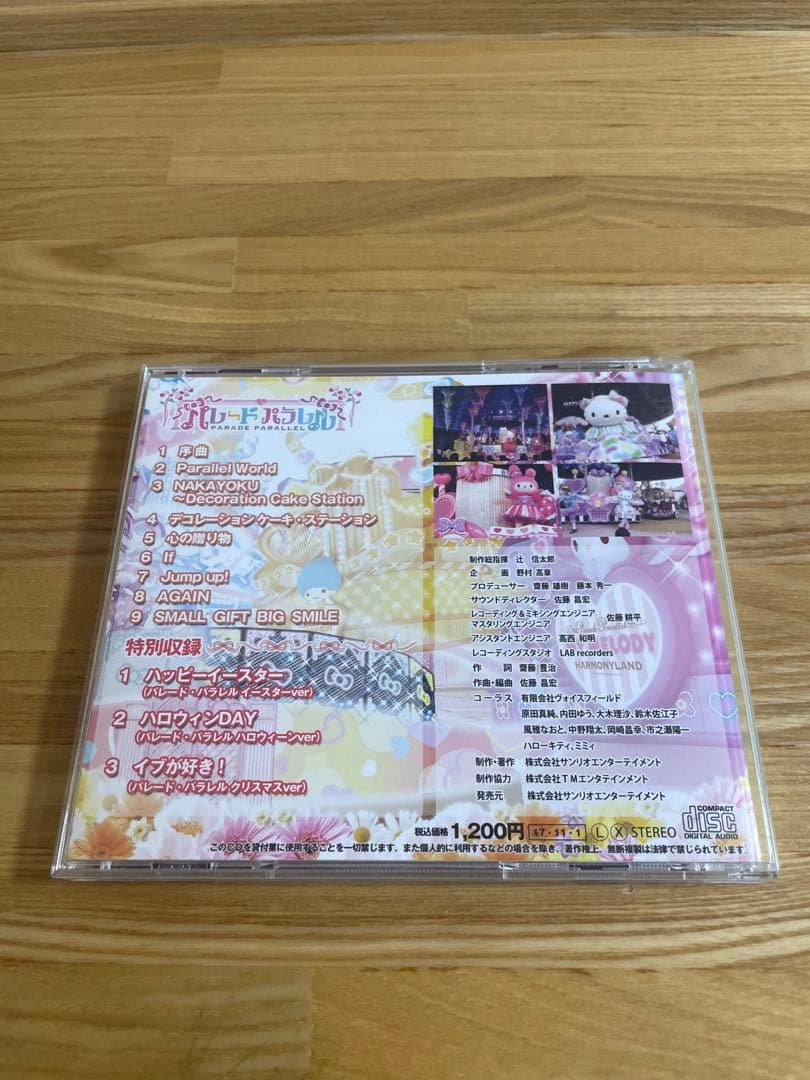 パレード・パラレル
PARADE PARALLEL
1 序曲
2 Parallel World
3 NAKAYOKU
～Decoration Cake Station
4 デコレーションケーキ・ステーション
5 心の贈り物
6 If
7 Jump up!
8 AGAIN
9 SMALL GIFT BIG SMILE
特別収録
1 ハッピーイースター
(パレード・パラレル イースターver)
2 ハロウィンDAY
(パレード・パラレル ハロウィーンver)
3 イブが好き！
(パレード・パラレル クリスマスver)
制作総指揮 辻 信太郎
企 画 野村 高章
プロデューサー 齋藤 雄樹 藤本 秀一
サウンドディレクター 佐藤 昌宏
レコーディング&ミキシングエンジニア
マスタリングエンジニア 佐藤 耕平
アシスタントエンジニア 高西 和明
レコーディングスタジオ LAB recorders
作 詞 齋藤 豊治
作曲・編曲 佐藤 昌宏
コーラス 有限会社ヴォイスフィールド
原田真純、内田ゆう、大木理沙、鈴木佐江子
風雅なおと、中野翔太、岡崎昌幸、市之瀬陽一
ハローキティ、ミミィ
制作・著作 株式会社サンリオエンターテイメント
制作協力 株式会社TMエンタテインメント
発売元 株式会社サンリオエンターテイメント
MELODY
HARMONYLAND
税込価格 1,200円 17・11・1 L X STEREO
COMPACT
disc
DIGITAL AUDIO
このCDを貸付業に使用することを一切禁じます。また個人的に利用するなどの場合を除き、著作権上、無断複製は法律で禁じられています。